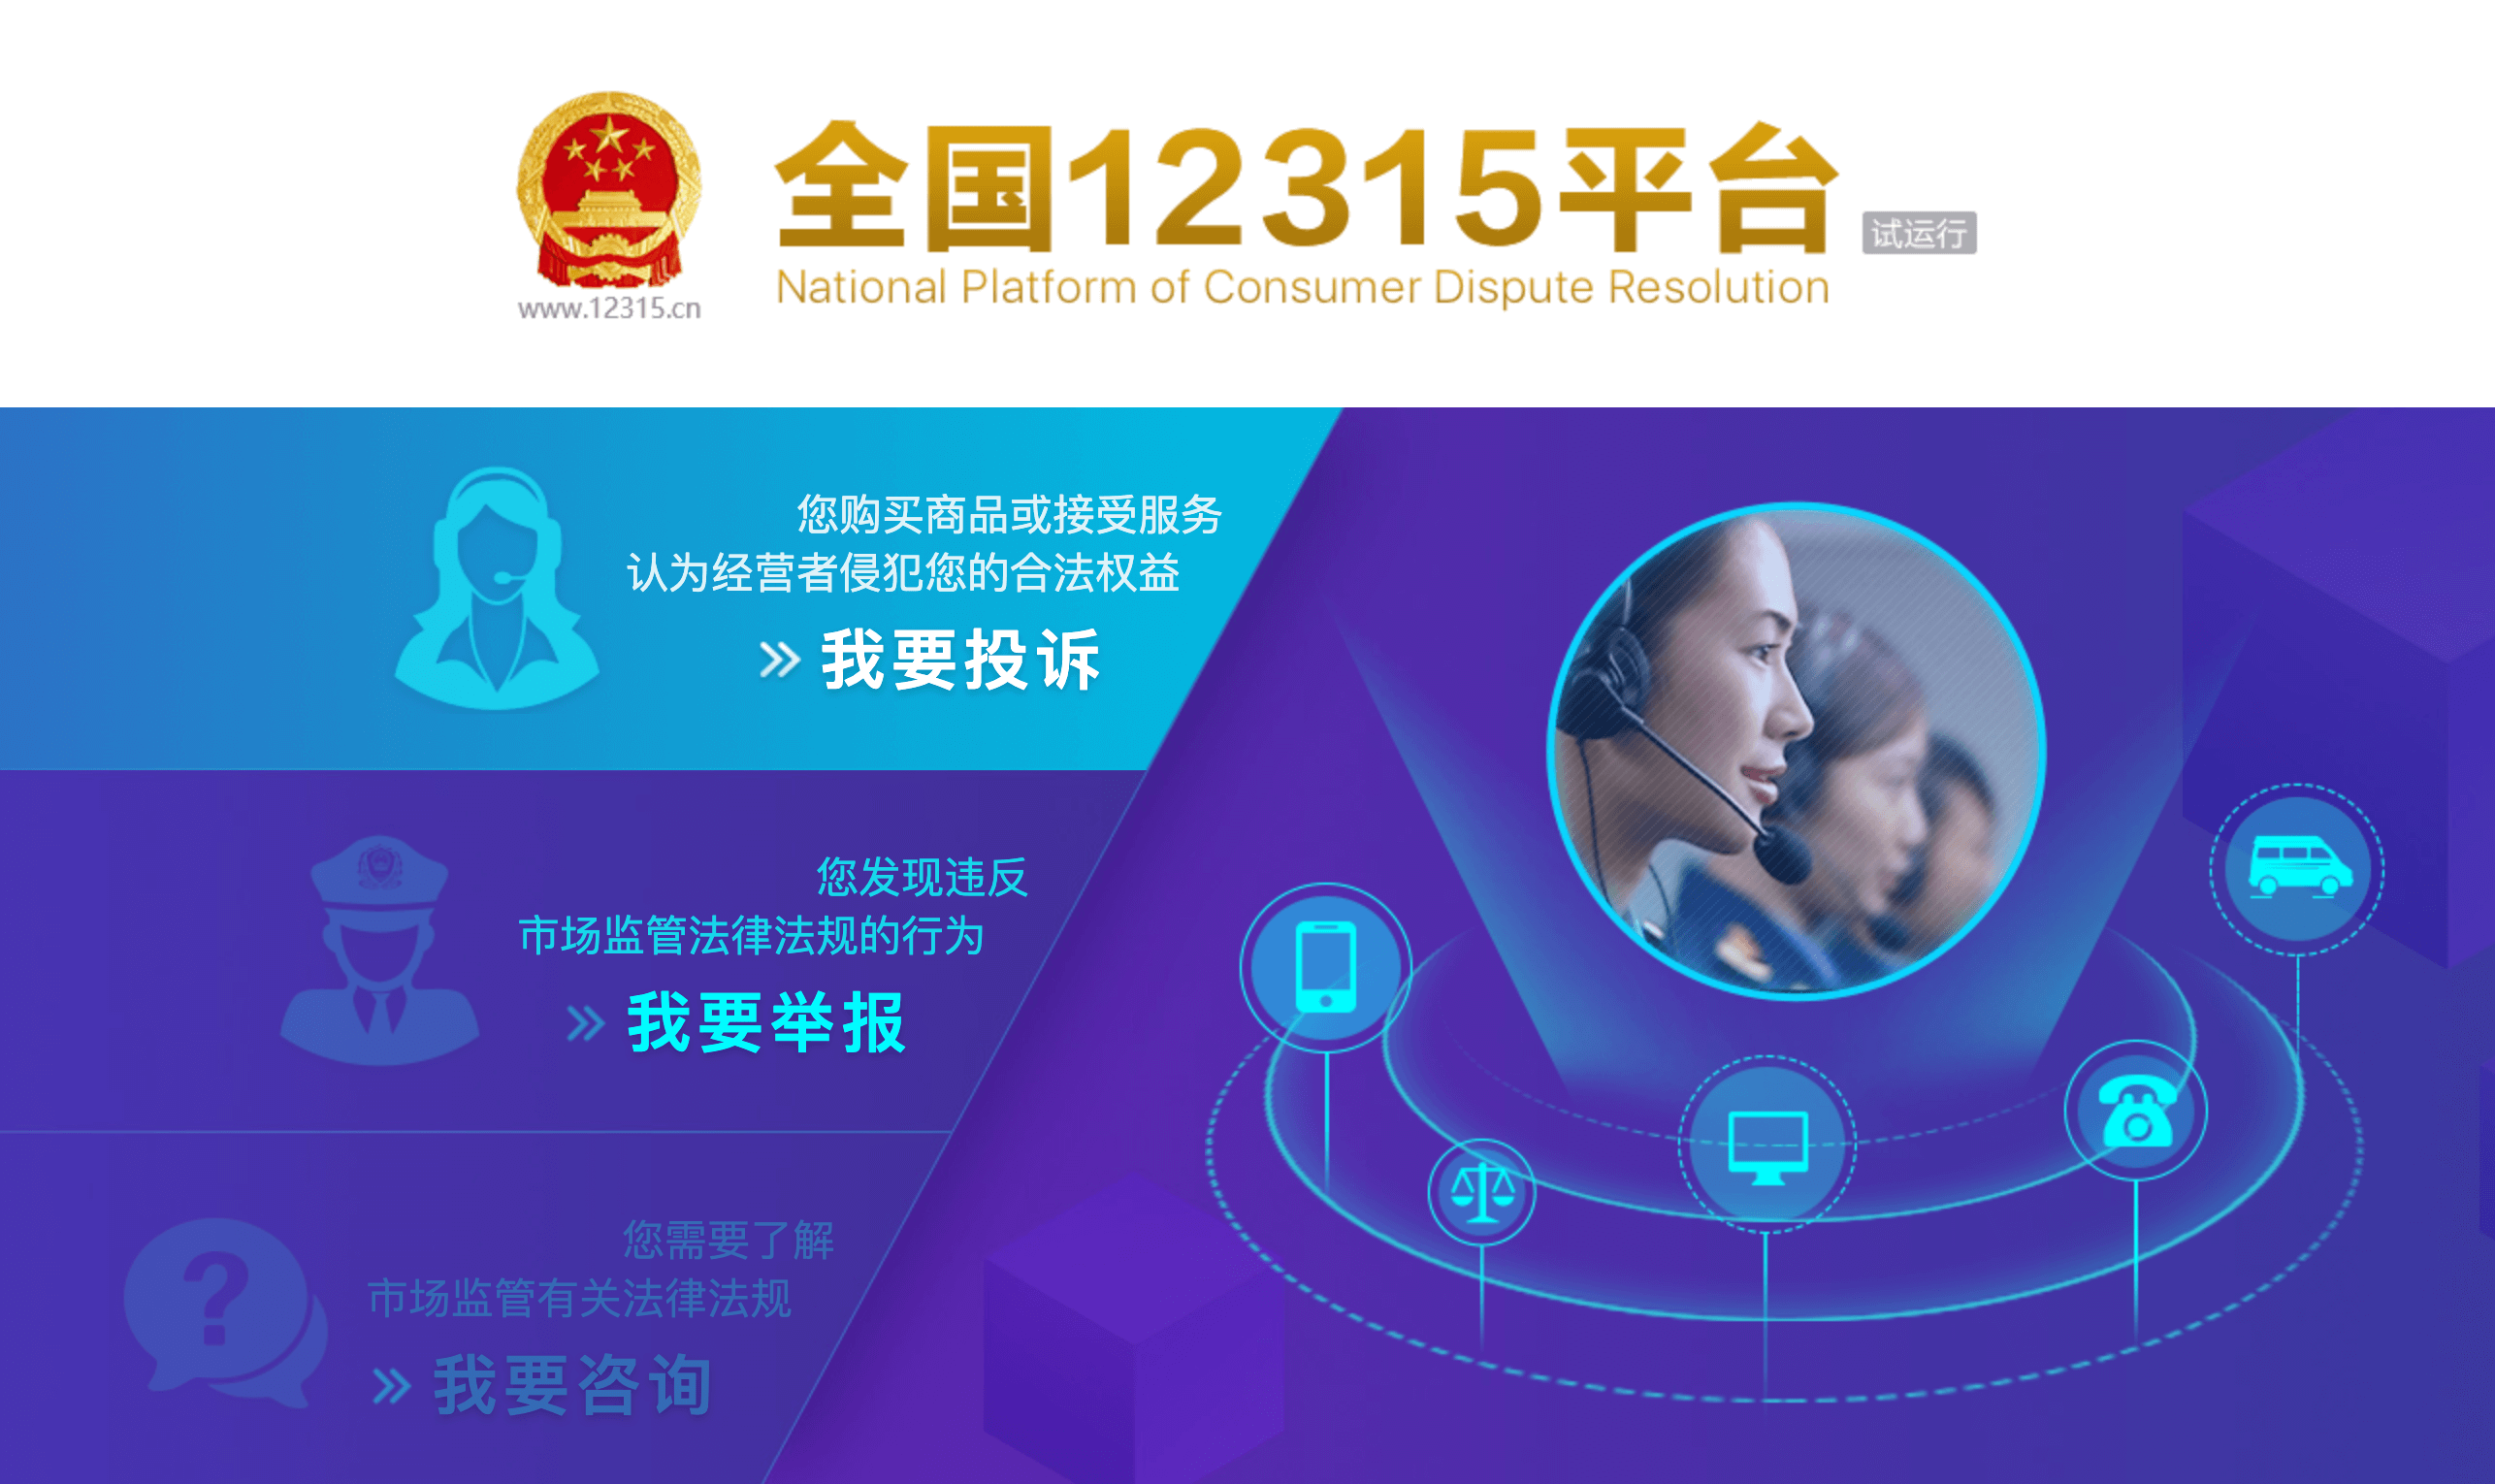 全国12315平台
试运行
National Platform of Consumer Dispute Resolution
www.12315.cn
您购买商品或接受服务
认为经营者侵犯您的合法权益
我要投诉
您发现违反
市场监管法律法规的行为
我要举报
您需要了解
市场监管有关法律法规
我要咨询
?